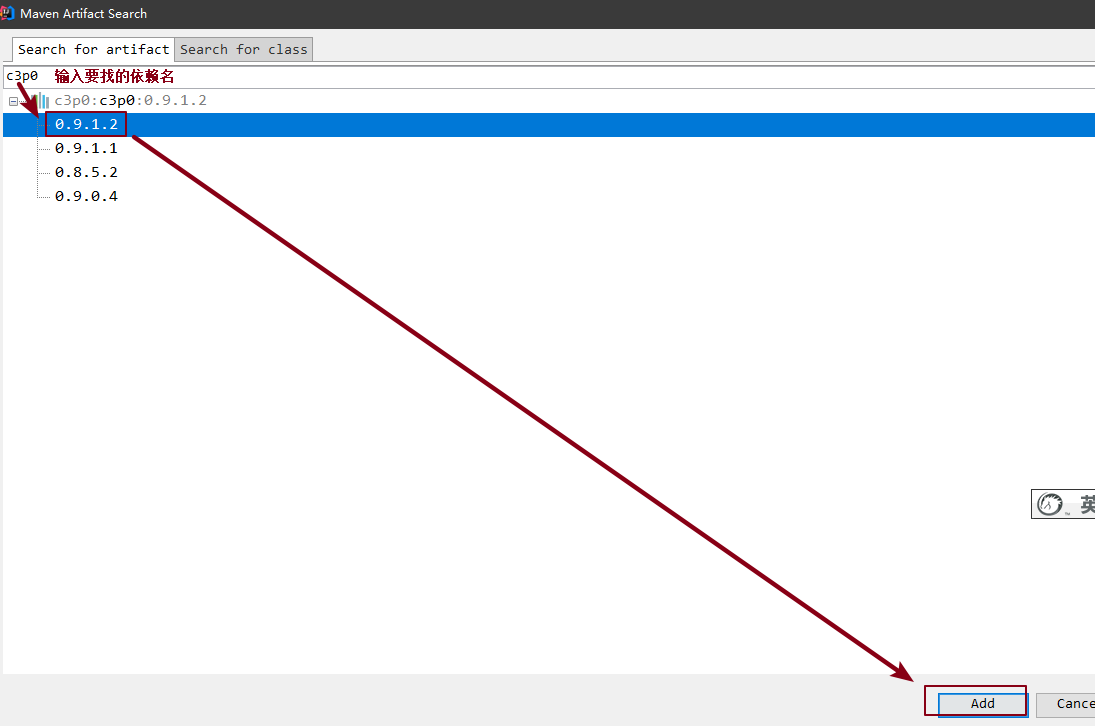 Maven Artifact Search
Search for artifact Search for class
c3p0 输入要找的依赖名
c3p0:c3p0:0.9.1.2
0.9.1.2
0.9.1.1
0.8.5.2
0.9.0.4
英
Add Cance